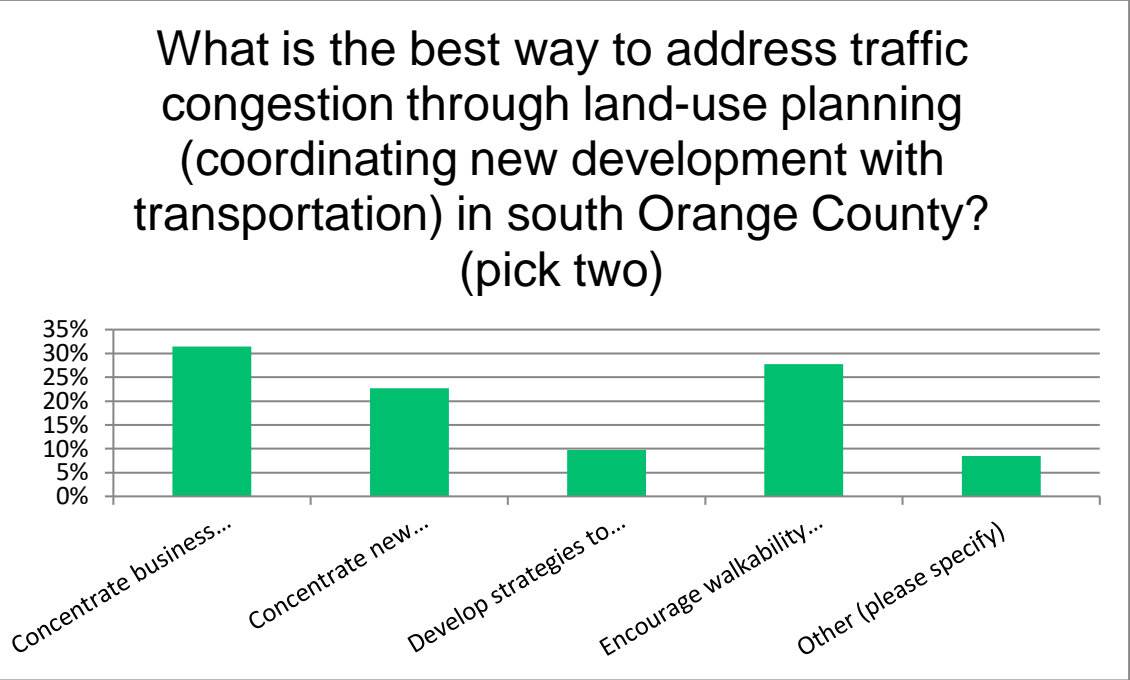 What is the best way to address traffic
congestion through land-use planning
(coordinating new development with
transportation) in south Orange County?
(pick two)
35%
30%
25%
20%
15%
10%
5%
0%
Concentrate business...
Concentrate new...
Develop strategies to...
Encourage walkability...
Other (please specify)